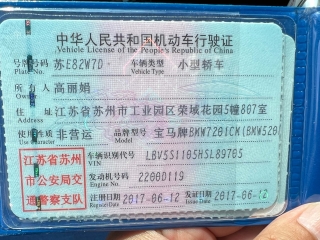 中华人民共和国机动车行驶证
Vehicle License of the People's Republic of China
号牌号码 苏E82W7D 车辆类型 小型轿车
Plate No. Vehicle Type
所有人 高丽娟
Owner
住址 江苏省苏州市工业园区荣域花园5幢807室
Address
使用性质 非营运 品牌型号 宝马牌BMW7201CM(BMW520
Use Character Model
江苏省苏州
市公安局交
通警察支队
车辆识别代号 LBV5S1105HSL89705
VIN
发动机号码 2200D119
Engine No.
注册日期 2017-06-12 发证日期 2017-06-12
Register Date Issue Date